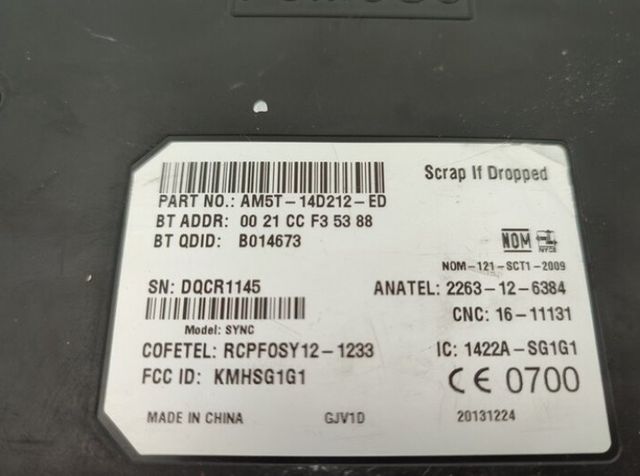 Scrap If Dropped
PART NO.: AM5T-14D212-ED
BT ADDR: 00 21 CC F3 53 88
BT QDID: B014673
NOM NYCE
NOM-121-SCT1-2009
SN: DQCR1145
ANATEL: 2263-12-6384
CNC: 16-11131
Model: SYNC
COFETEL: RCPFOSY12-1233
IC: 1422A-SG1G1
FCC ID: KMHSG1G1
CE 0700
MADE IN CHINA
GJV1D
20131224